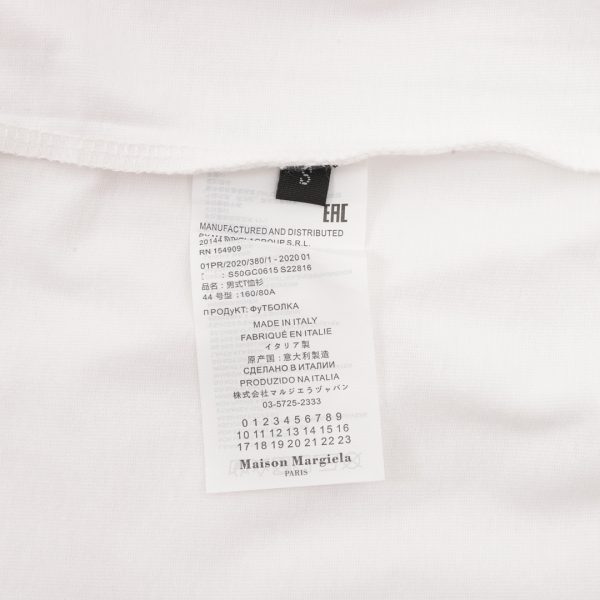 S
EAC
MANUFACTURED AND DISTRIBUTED
20144 GROUP S.R.L.
RN 154909
01PR/2020/380/1 - 2020 01
: S50GC0615 S22816
品名: 男式T恤衫
44 号型 : 160/80A
ПРОДуКТ: ФуТБОЛКА
MADE IN ITALY
FABRIQUÉ EN ITALIE
イタリア製
原产国 : 意大利製造
СДЕЛАНО В ИТАЛИИ
PRODUZIDO NA ITALIA
株式会社マルジエラジャパン
03-5725-2333
0 1 2 3 4 5 6 7 8 9
10 11 12 13 14 15 16
17 18 19 20 21 22 23
Maison Margiela
PARIS